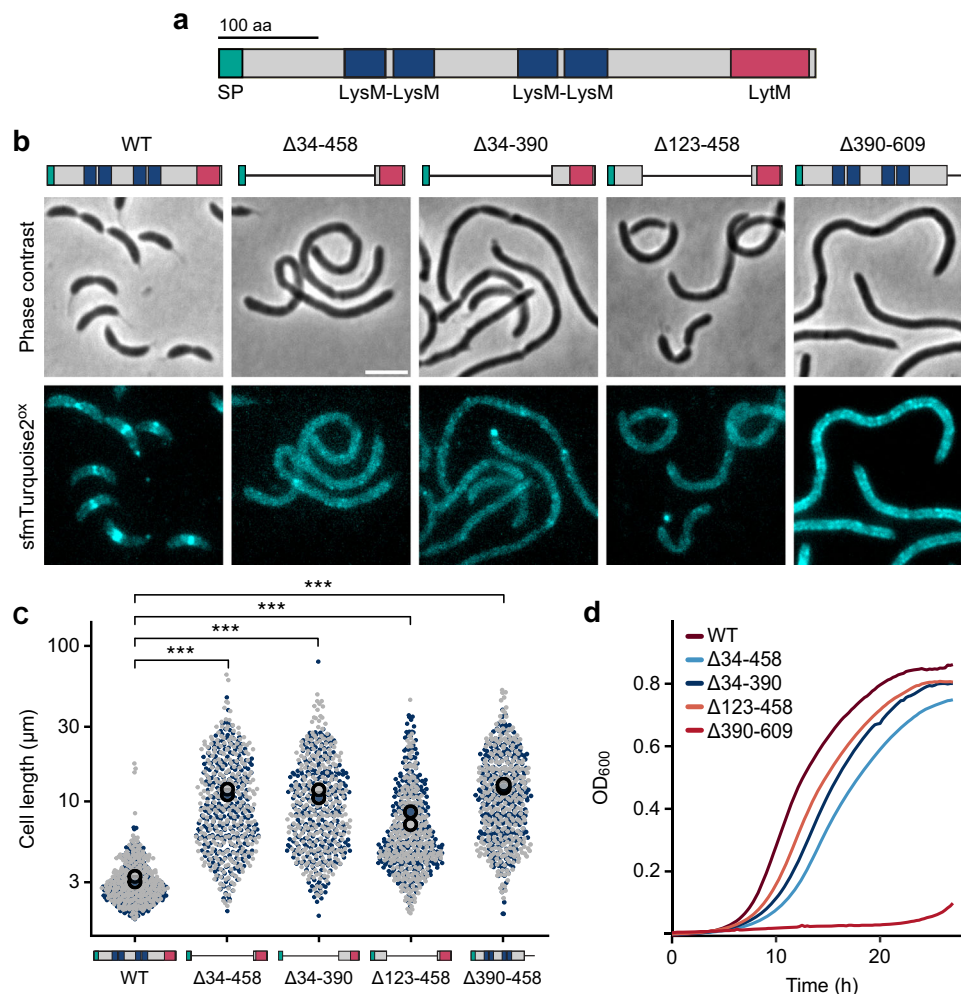 a
100 aa
SP LysM-LysM LysM-LysM LytM
b
WT Δ34-458 Δ34-390 Δ123-458 Δ390-609
Phase contrast
sfmTurquoise2ox
c
*** 
***
***
***
100
30
10
3
Cell length (µm)
WT Δ34-458 Δ34-390 Δ123-458 Δ390-458
d
WT
Δ34-458
Δ34-390
Δ123-458
Δ390-609
0.8
0.6
0.4
0.2
OD600
0 10 20
Time (h)